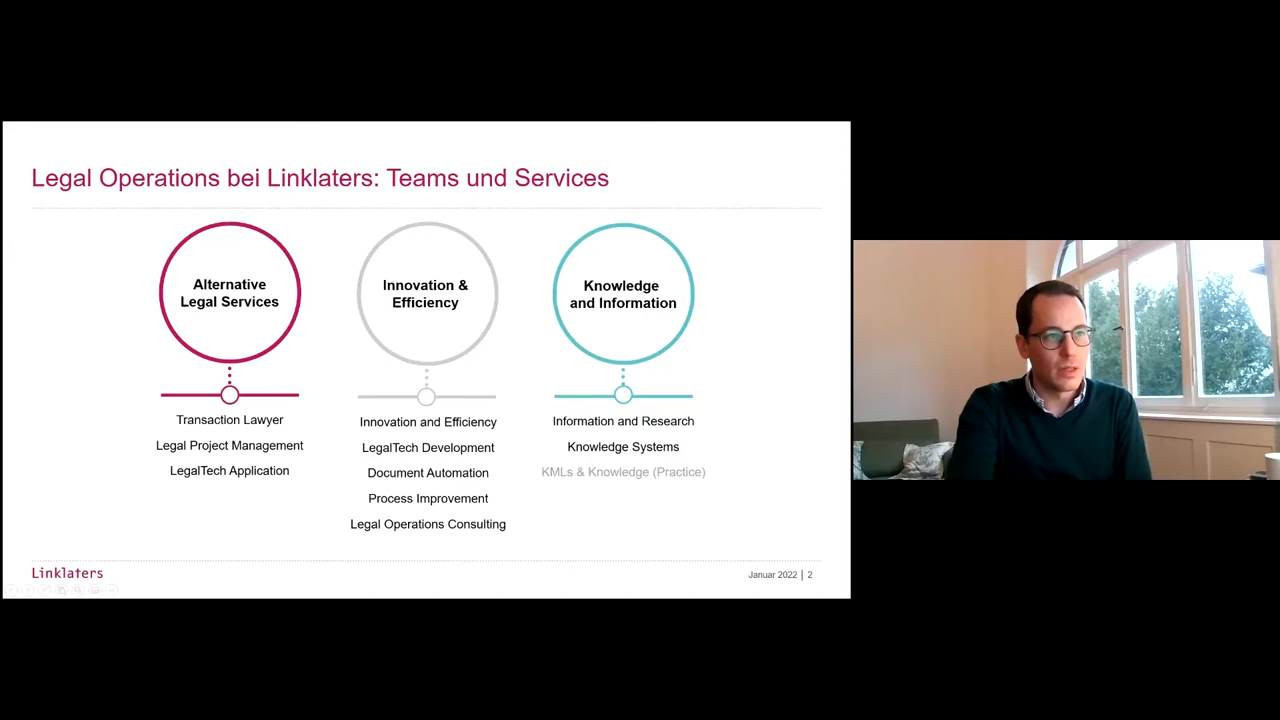 Legal Operations bei Linklaters: Teams und Services
Alternative
Legal Services
Transaction Lawyer
Legal Project Management
LegalTech Application
Innovation &
Efficiency
Innovation and Efficiency
LegalTech Development
Document Automation
Process Improvement
Legal Operations Consulting
Knowledge
and Information
Information and Research
Knowledge Systems
KMLs & Knowledge (Practice)
Linklaters
Januar 2022 | 2